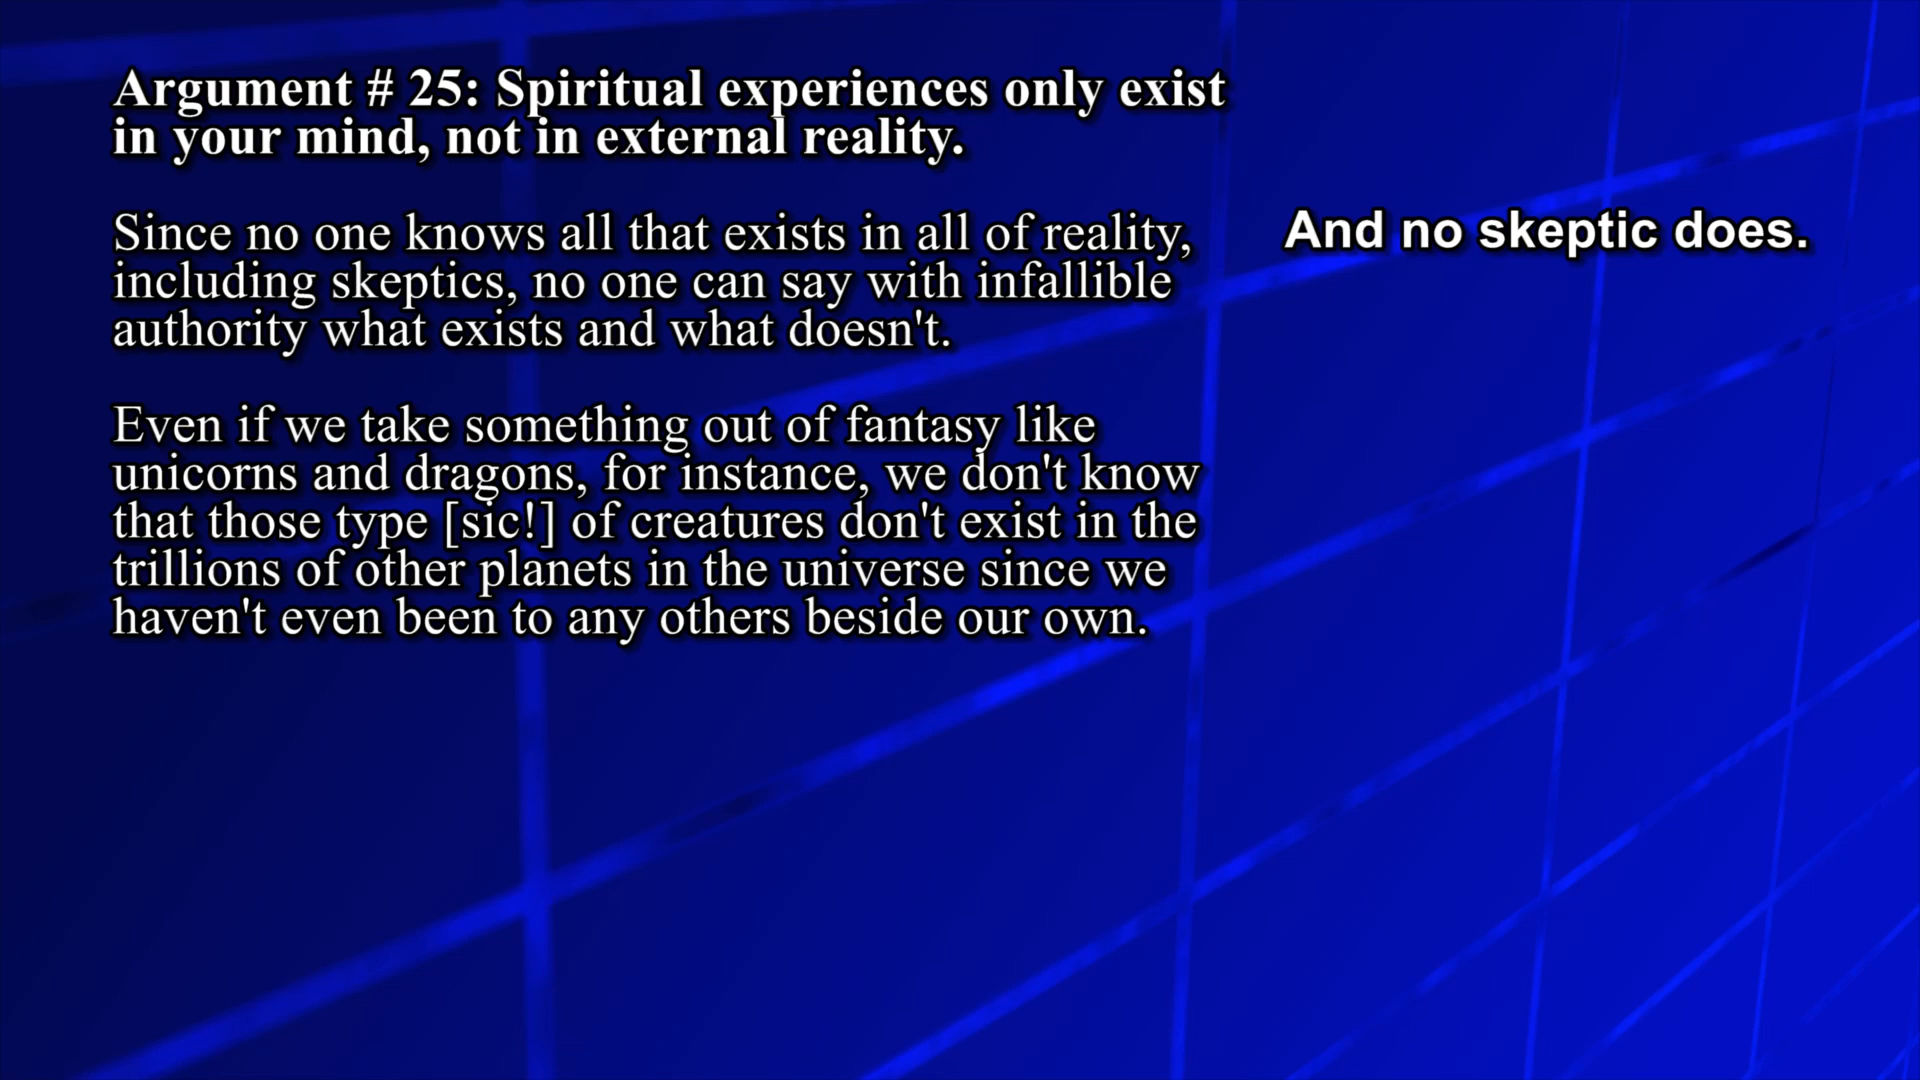 Argument # 25: Spiritual experiences only exist
in your mind, not in external reality.
Since no one knows all that exists in all of reality,
including skeptics, no one can say with infallible
authority what exists and what doesn't.
And no skeptic does.
Even if we take something out of fantasy like
unicorns and dragons, for instance, we don't know
that those type [sic!] of creatures don't exist in the
trillions of other planets in the universe since we
haven't even been to any others beside our own.